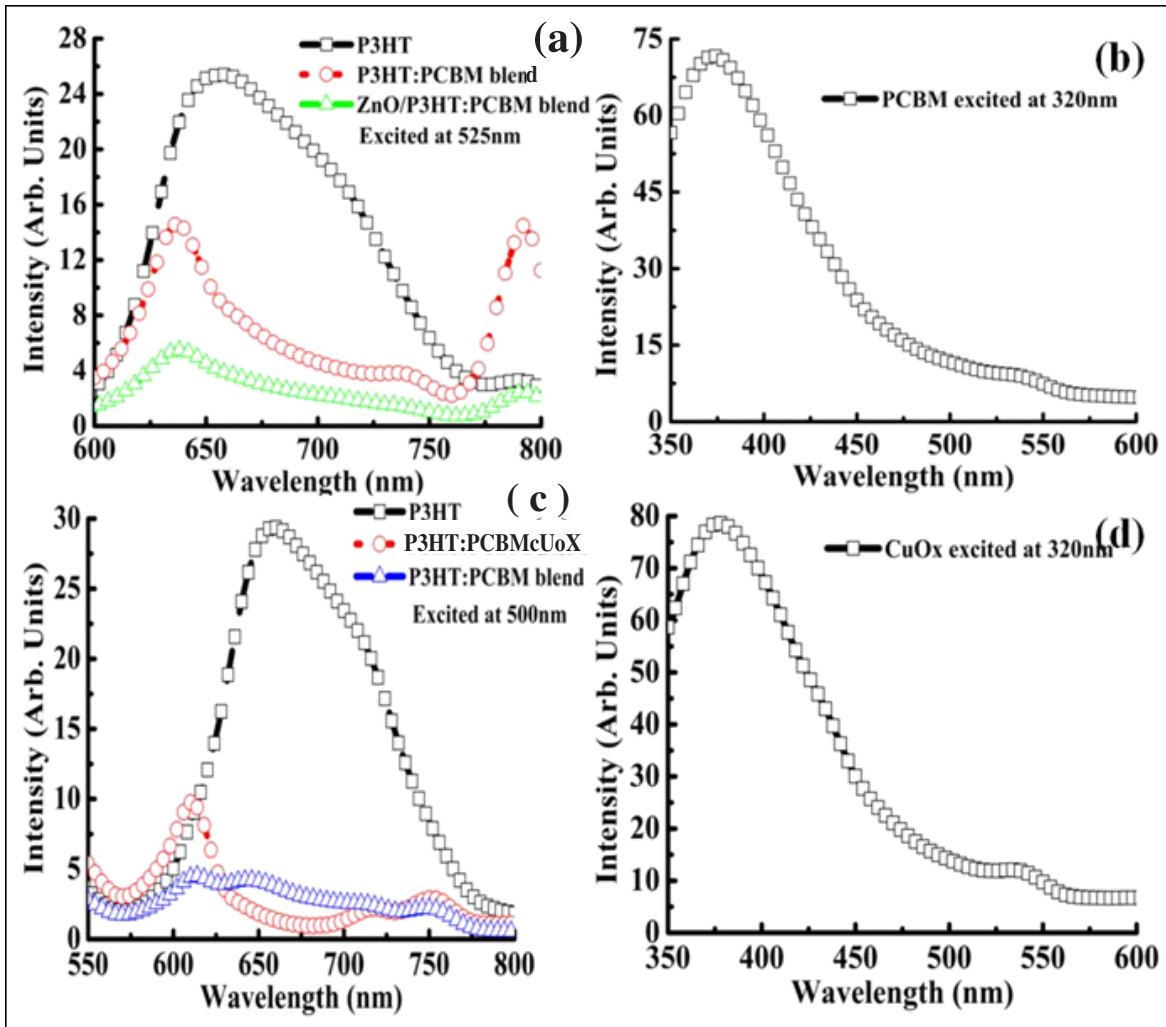 (a)
P3HT
P3HT:PCBM blend
ZnO/P3HT:PCBM blend
Excited at 525nm
Intensity (Arb. Units)
28
24
20
16
12
8
4
0
600 650 700 750 800
Wavelength (nm)
(b)
PCBM excited at 320nm
Intensity (Arb. Units)
75
60
45
30
15
0
350 400 450 500 550 600
Wavelength (nm)
(c)
P3HT
P3HT:PCBMcUoX
P3HT:PCBM blend
Excited at 500nm
Intensity (Arb. Units)
30
25
20
15
10
5
0
550 600 650 700 750 800
Wavelength (nm)
(d)
CuOx excited at 320nm
Intensity (Arb. Units)
80
70
60
50
40
30
20
10
0
350 400 450 500 550 600
Wavelength (nm)